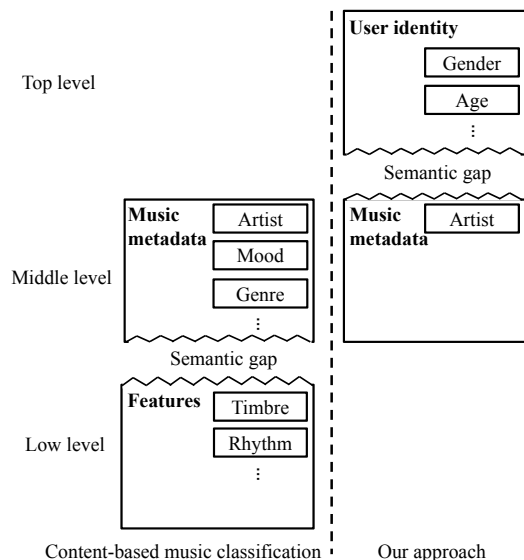 User identity
Gender
Top level
Age
⋮
Semantic gap
Music metadata
Artist
Mood
Genre
⋮
Music metadata
Artist
Middle level
Semantic gap
Features
Timbre
Rhythm
⋮
Low level
Content-based music classification
Our approach